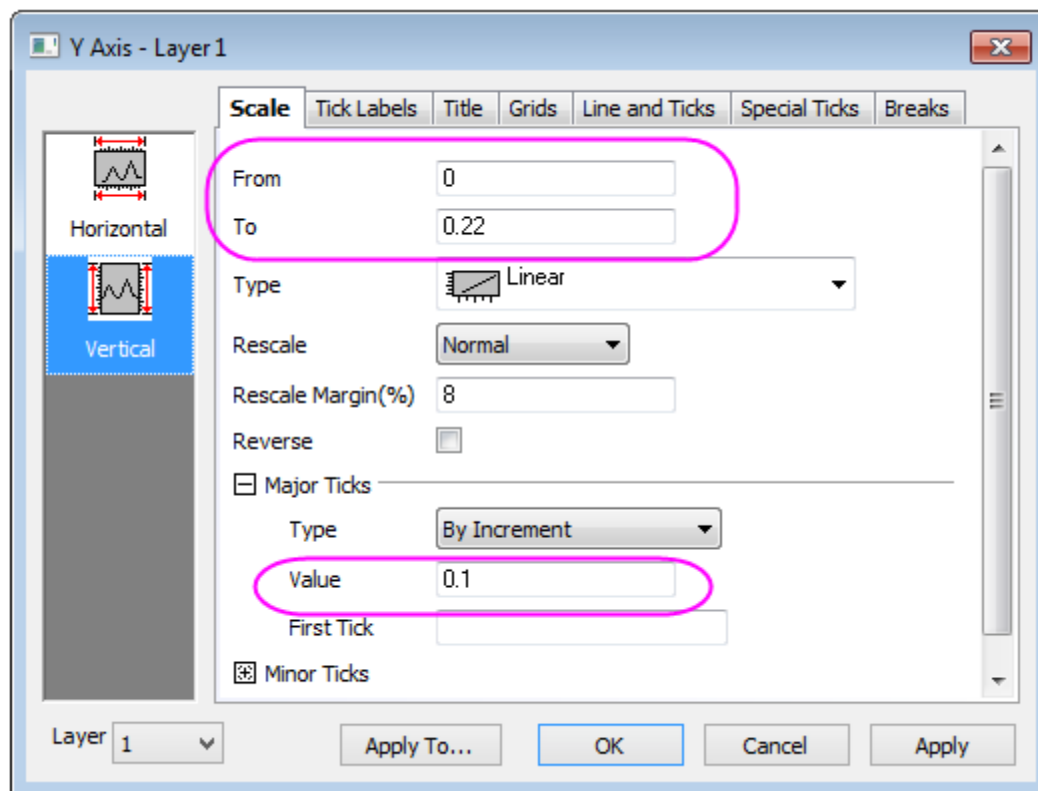 Y Axis - Layer 1
Scale Tick Labels Title Grids Line and Ticks Special Ticks Breaks
Horizontal
Vertical
From 0
To 0.22
Type Linear
Rescale Normal
Rescale Margin(%) 8
Reverse
Major Ticks
Type By Increment
Value 0.1
First Tick
Minor Ticks
Layer 1 Apply To... OK Cancel Apply